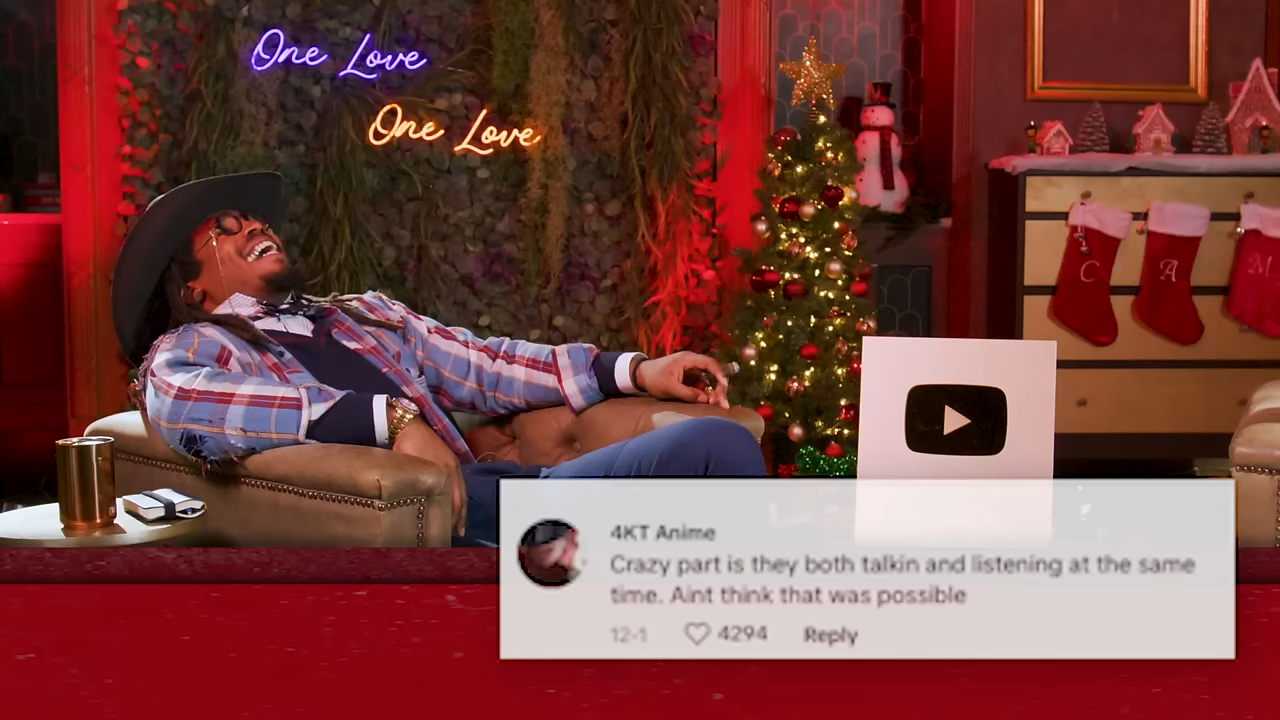 One Love
One Love
C A M
4KT Anime
Crazy part is they both talkin and listening at the same
time. Aint think that was possible
12-1 4294 Reply